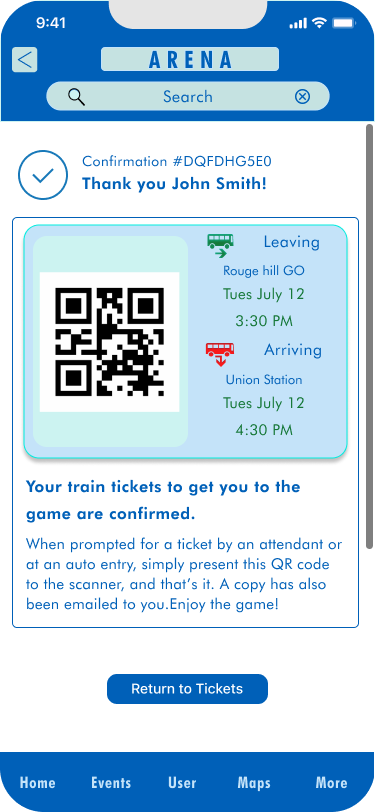 9:41
<
ARENA
Search
Confirmation #DQFDHG5E0
Thank you John Smith!
Leaving
Rouge hill GO
Tues July 12
3:30 PM
Arriving
Union Station
Tues July 12
4:30 PM
Your train tickets to get you to the
game are confirmed.
When prompted for a ticket by an attendant or
at an auto entry, simply present this QR code
to the scanner, and that's it. A copy has also
been emailed to you.Enjoy the game!
Return to Tickets
Home Events User Maps More